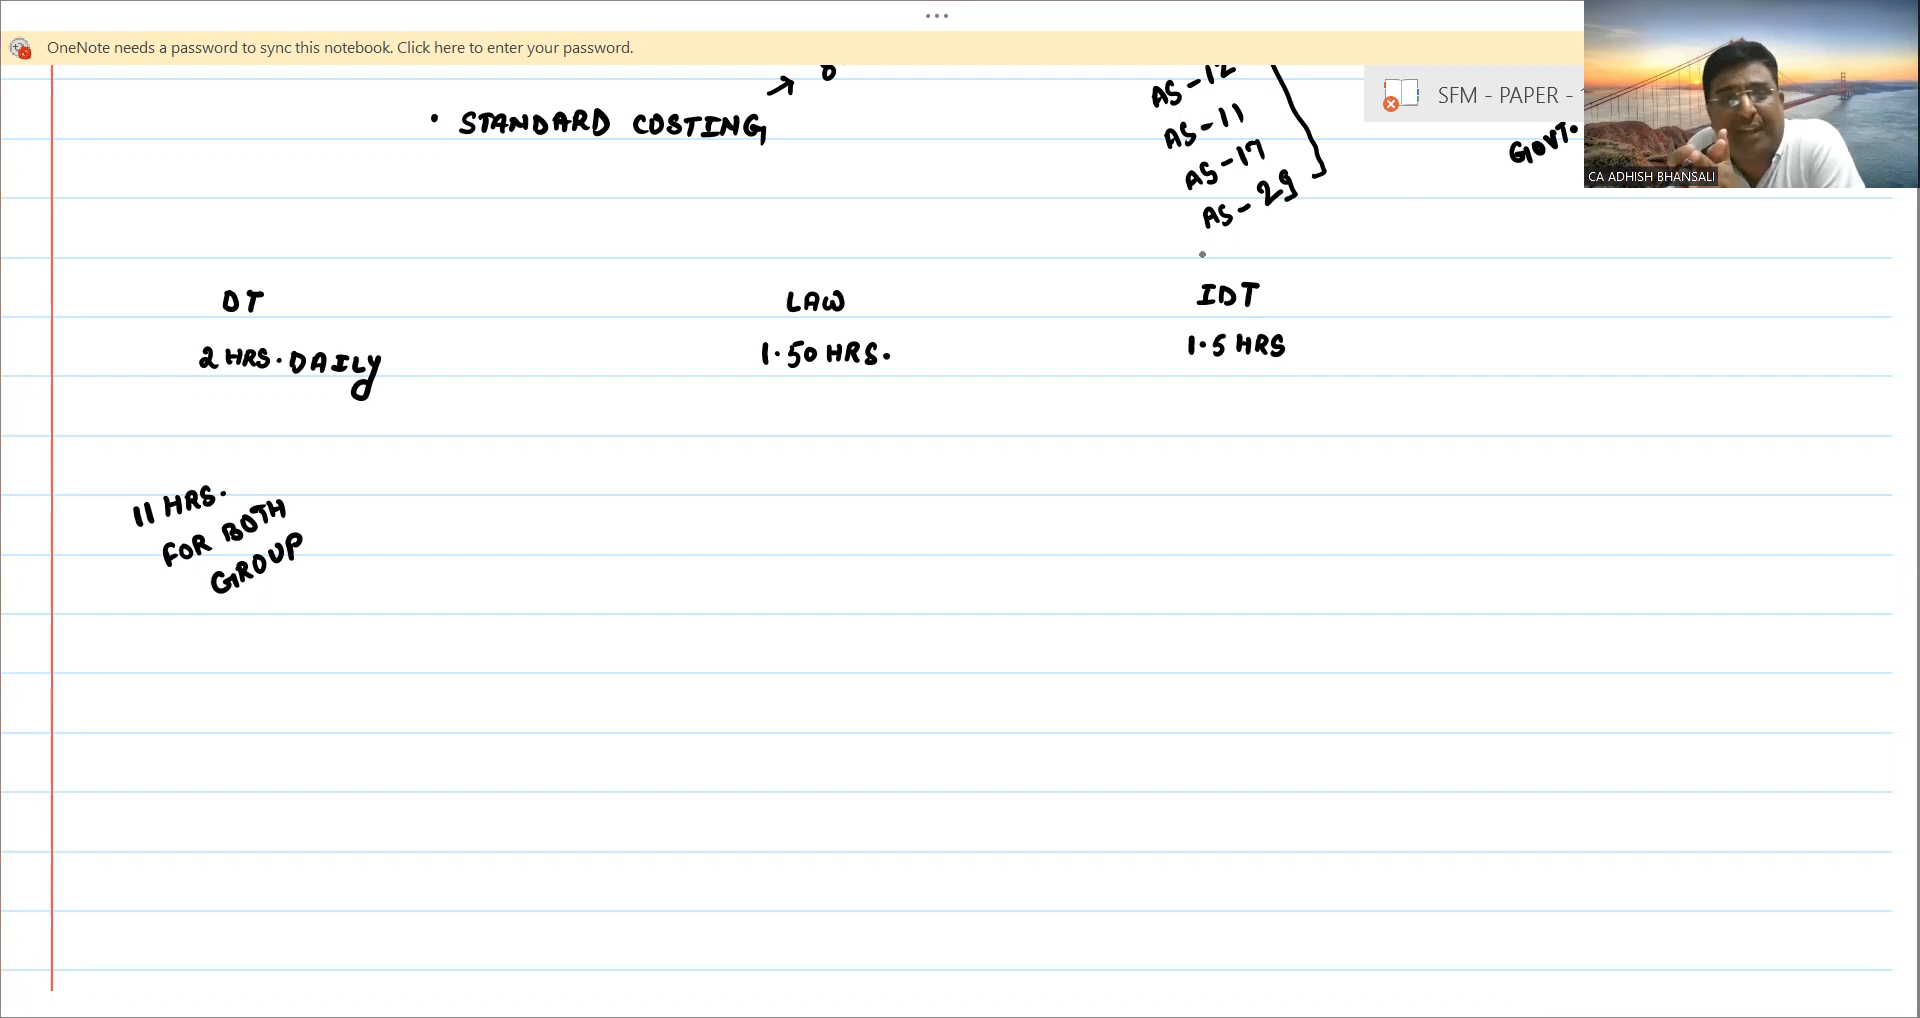 OneNote needs a password to sync this notebook. Click here to enter your password.
SFM - PAPER -
AS-12
• STANDARD COSTING →
AS-11
GOVT.
AS-17
CA ADHISH BHANSALI
AS-29
DT
LAW
IDT
2 HRS. DAILY
1.50 HRS.
1.5 HRS
11 HRS.
FOR BOTH
GROUP